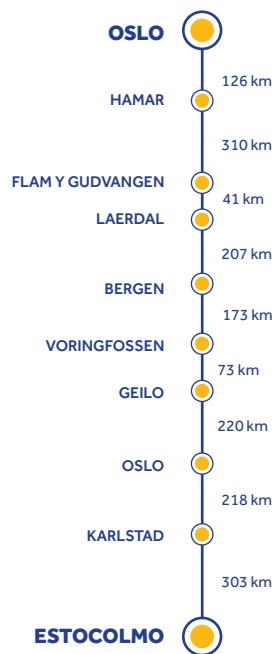 OSLO
126 km
HAMAR
310 km
FLAM Y GUDVANGEN
41 km
LAERDAL
207 km
BERGEN
173 km
VORINGFOSSEN
73 km
GEILO
220 km
OSLO
218 km
KARLSTAD
303 km
ESTOCOLMO